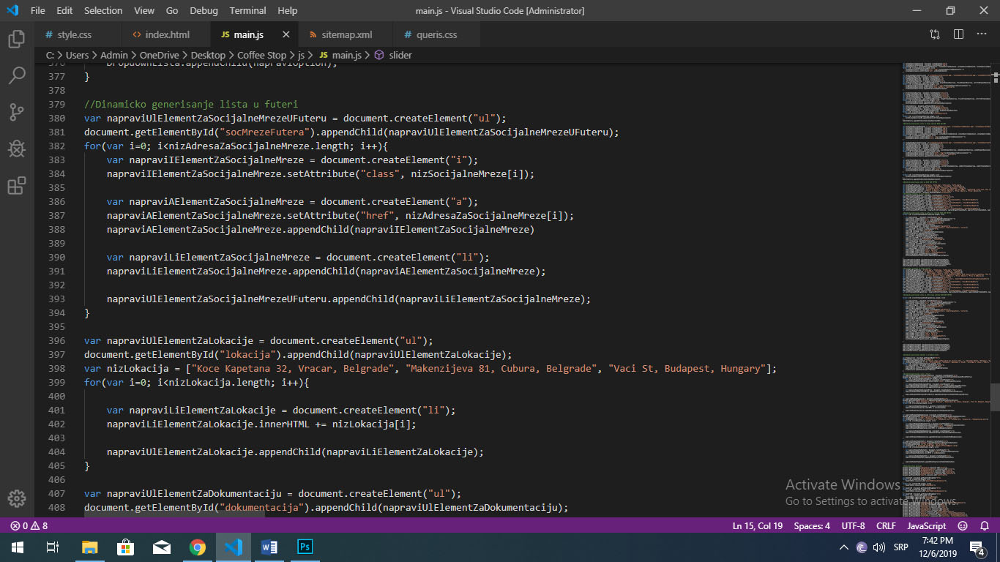 File Edit Selection View Go Debug Terminal Help main.js - Visual Studio Code [Administrator]
# style.css <> index.html JS main.js sitemap.xml # queris.css
C: > Users > Admin > OneDrive > Desktop > Coffee Stop > js > JS main.js > slider
376 DropdownLista.appendChild(napraviOption);
377 }
378
379 //Dinamicko generisanje lista u futeri
380 var napraviUlElementZaSocijalneMrezeUFuteru = document.createElement("ul");
381 document.getElementById("socMrezeFutera").appendChild(napraviUlElementZaSocijalneMrezeUFuteru);
382 for(var i=0; i<nizAdresaZaSocijalneMreze.length; i++){
383 var napraviIElementZaSocijalneMreze = document.createElement("i");
384 napraviIElementZaSocijalneMreze.setAttribute("class", nizSocijalneMreze[i]);
385
386 var napraviAElementZaSocijalneMreze = document.createElement("a");
387 napraviAElementZaSocijalneMreze.setAttribute("href", nizAdresaZaSocijalneMreze[i]);
388 napraviAElementZaSocijalneMreze.appendChild(napraviIElementZaSocijalneMreze)
389
390 var napraviLiElementZaSocijalneMreze = document.createElement("li");
391 napraviLiElementZaSocijalneMreze.appendChild(napraviAElementZaSocijalneMreze);
392
393 napraviUlElementZaSocijalneMrezeUFuteru.appendChild(napraviLiElementZaSocijalneMreze);
394 }
395
396 var napraviUlElementZaLokacije = document.createElement("ul");
397 document.getElementById("lokacija").appendChild(napraviUlElementZaLokacije);
398 var nizLokacija = ["Koce Kapetana 32, Vracar, Belgrade", "Makenzijeva 81, Cubura, Belgrade", "Vaci St, Budapest, Hungary"];
399 for(var i=0; i<nizLokacija.length; i++){
400
401 var napraviLiElementZaLokacije = document.createElement("li");
402 napraviLiElementZaLokacije.innerHTML += nizLokacija[i];
403
404 napraviUlElementZaLokacije.appendChild(napraviLiElementZaLokacije);
405 }
406
407 var napraviUlElementZaDokumentaciju = document.createElement("ul");
408 document.getElementById("dokumentacija").appendChild(napraviUlElementZaDokumentaciju);
Activate Windows
Go to Settings to activate Windows.
0 8 Ln 15, Col 19 Spaces: 4 UTF-8 CRLF JavaScript
W Ps SRP 7:42 PM
12/6/2019 4